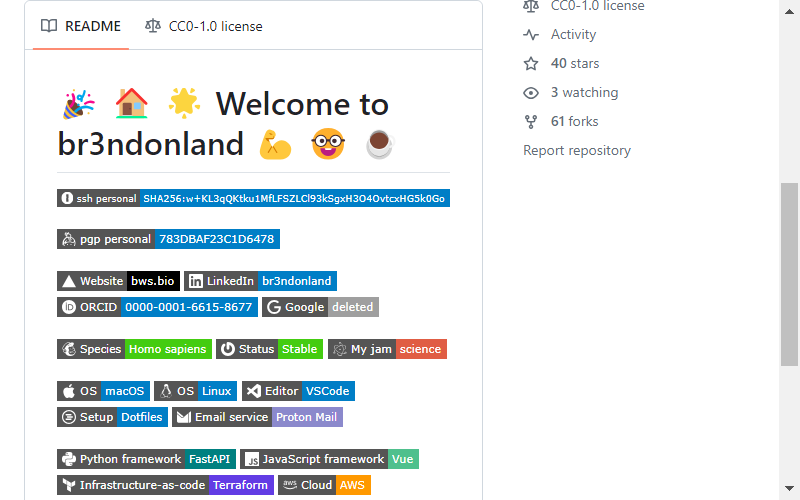 README CC0-1.0 license
Welcome to
br3ndonland
ssh personal SHA256:w+KL3qQKtku1MfLFSZLCl93kSgxH3O4OvtcxHG5k0Go
pgp personal 783DBAF23C1D6478
Website bws.bio LinkedIn br3ndonland
ORCID 0000-0001-6615-8677 Google deleted
Species Homo sapiens Status Stable My jam science
OS macOS OS Linux Editor VSCode
Setup Dotfiles Email service Proton Mail
Python framework FastAPI JS JavaScript framework Vue
Infrastructure-as-code Terraform aws Cloud AWS
CC0-1.0 license
Activity
40 stars
3 watching
61 forks
Report repository